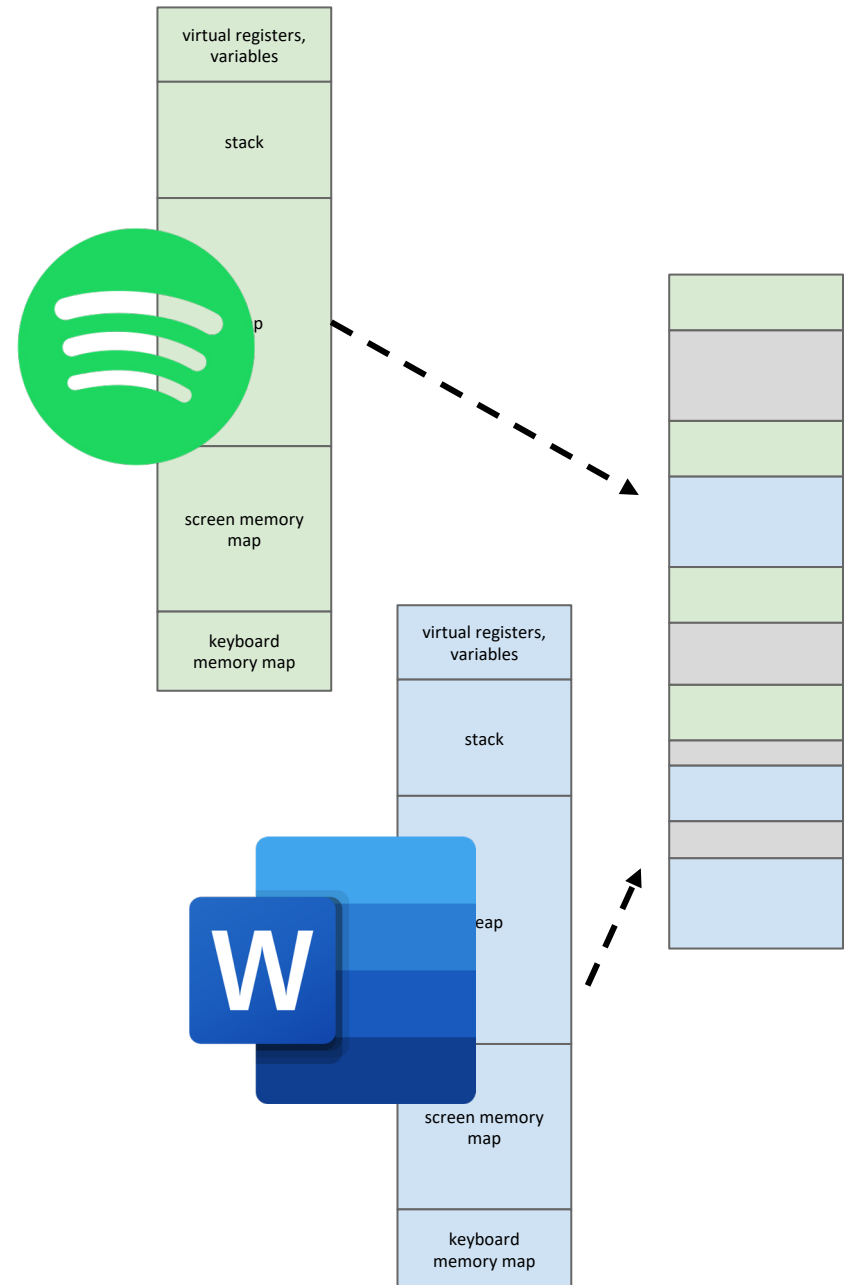 virtual registers,
variables
stack
p
screen memory
map
keyboard
memory map
virtual registers,
variables
stack
W
eap
screen memory
map
keyboard
memory map